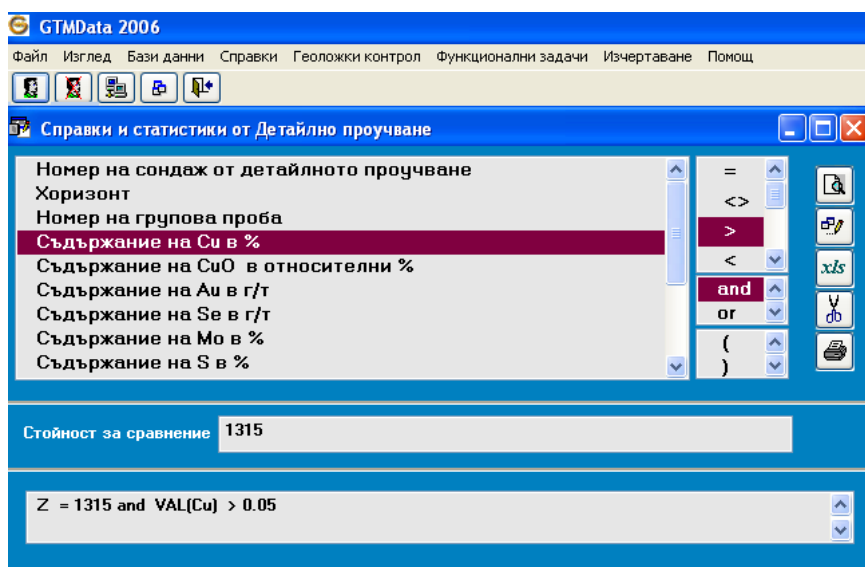 GTMData 2006
Файл Изглед Бази данни Справки Геоложки контрол Функционални задачи Изчертаване Помощ
Справки и статистики от Детайлно проучване
Номер на сондаж от детайлното проучване
Хоризонт
Номер на групова проба
Съдържание на Cu в %
Съдържание на CuO в относителни %
Съдържание на Au в г/т
Съдържание на Se в г/т
Съдържание на Mo в %
Съдържание на S в %
=
<>
>
<
and
or
(
)
xls
Стойност за сравнение 1315
Z = 1315 and VAL(Cu) > 0.05